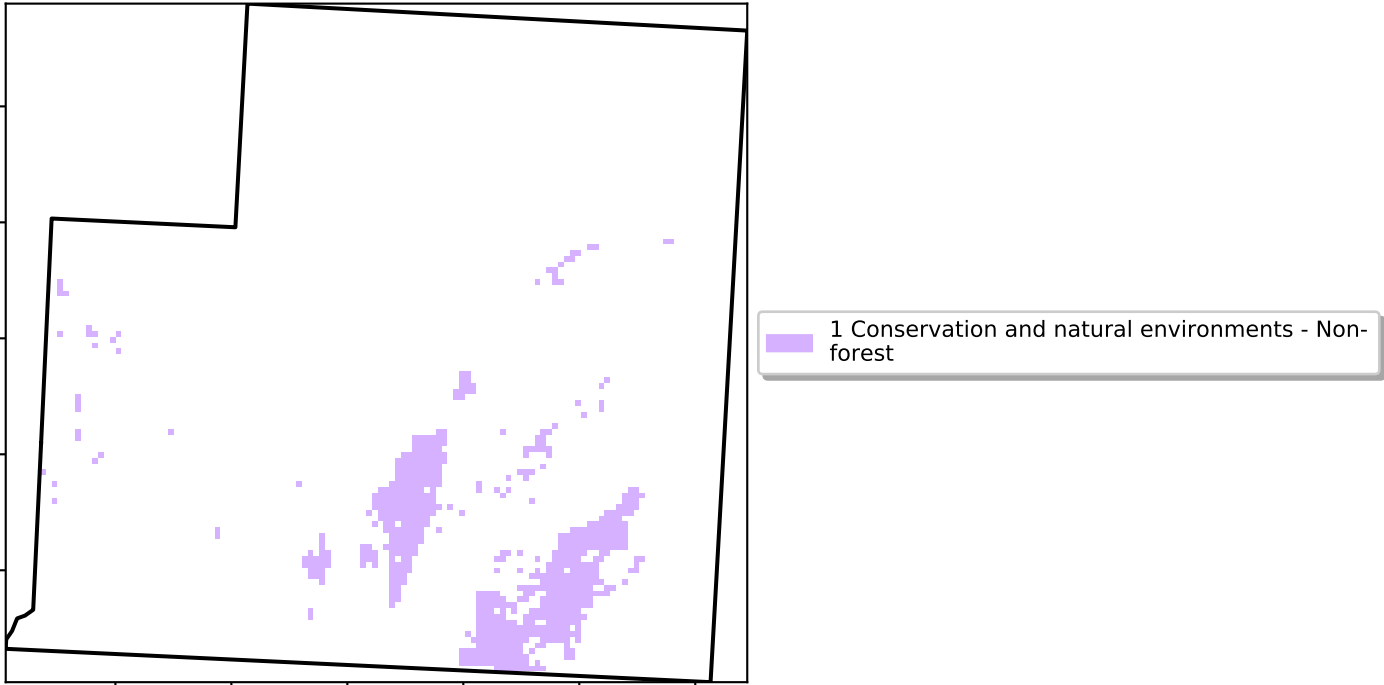 1 Conservation and natural environments - Non-
forest